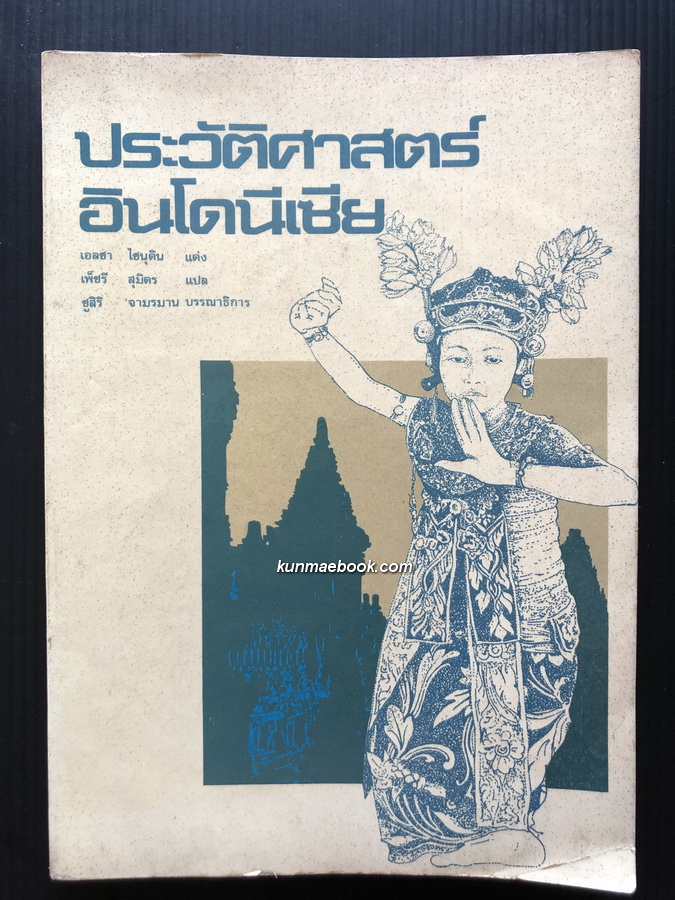 ประวัติศาสตร์
อินโดนีเซีย
เอลซา ไซนุดิน แต่ง
เพ็ชรี สุมิตร แปล
ชูสิริ จามรมาน บรรณาธิการ
kunmaebook.com